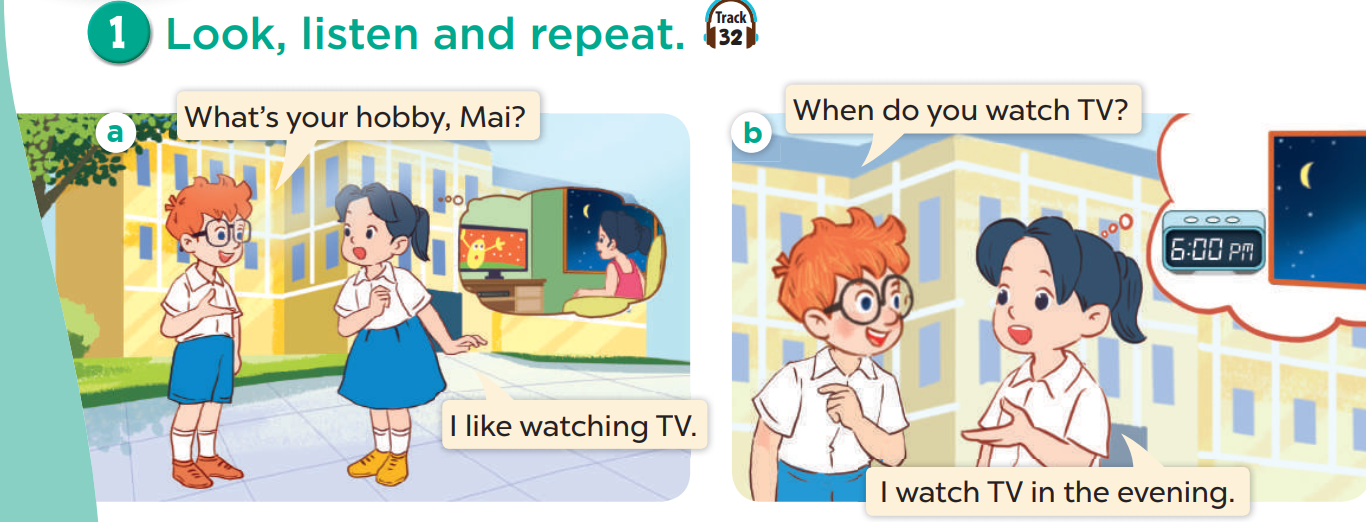 1 Look, listen and repeat.
Track
32
a
What's your hobby, Mai?
I like watching TV.
b
When do you watch TV?
6:00 PM
I watch TV in the evening.